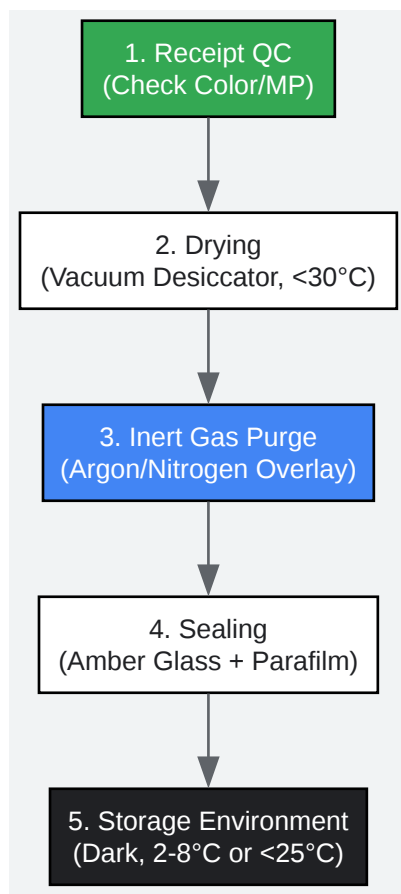 1. Receipt QC
(Check Color/MP)
2. Drying
(Vacuum Desiccator, <30°C)
3. Inert Gas Purge
(Argon/Nitrogen Overlay)
4. Sealing
(Amber Glass + Parafilm)
5. Storage Environment
(Dark, 2-8°C or <25°C)